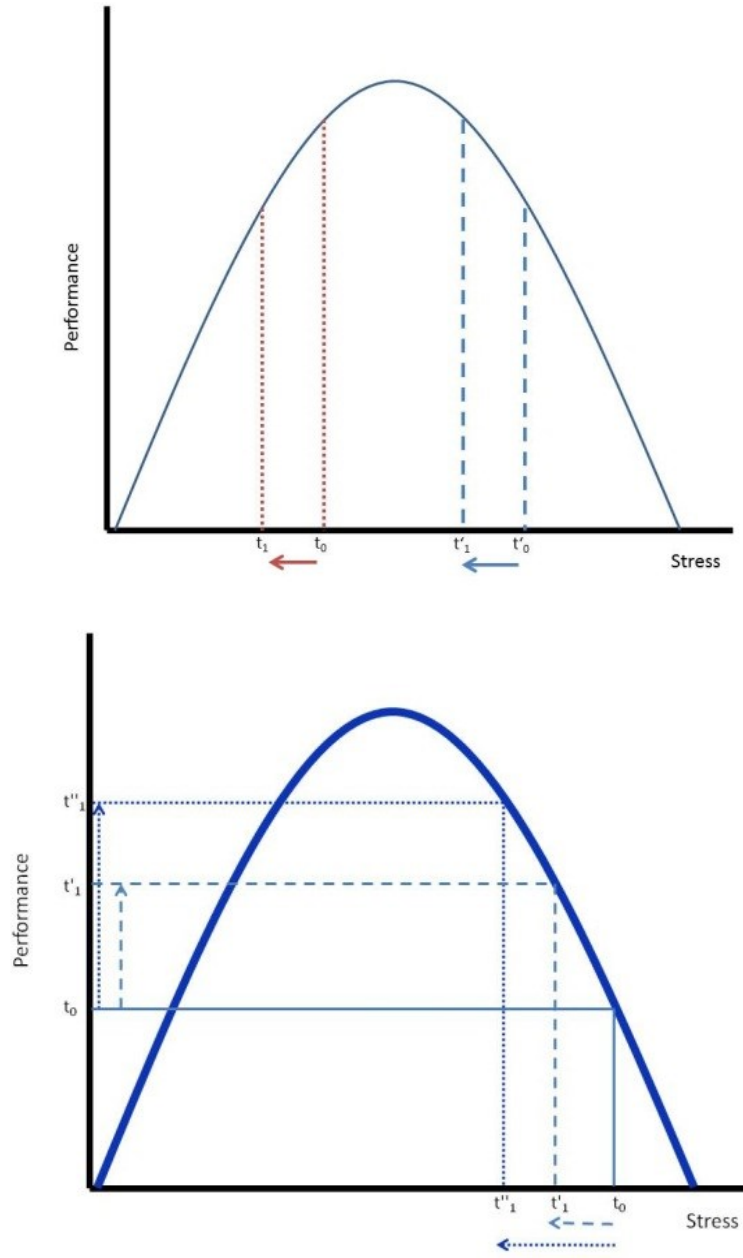 Performance
t₁ t₀ t‘₁ t‘₀
Stress
t''₁
t'₁
Performance
t₀
t''₁ t'₁ t₀
Stress